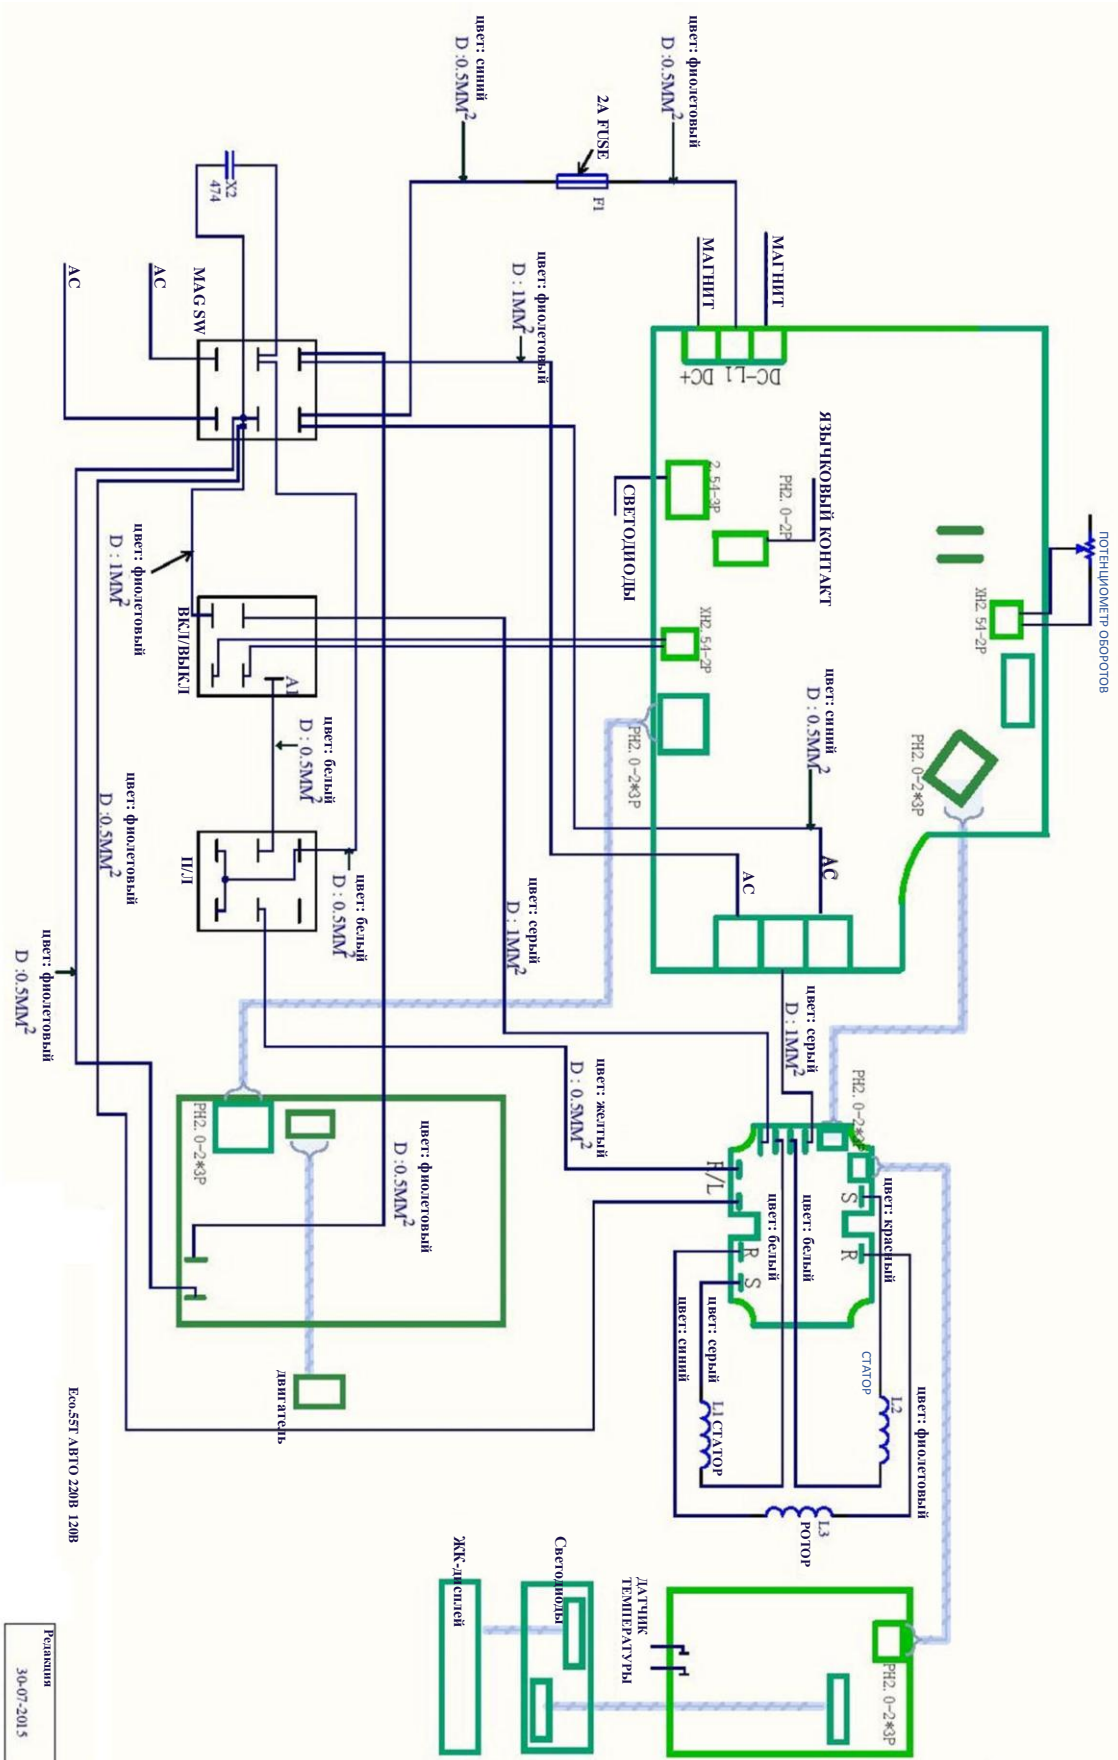 ПОТЕНЦИОМЕТР ОБОРОТОВ
XH2.54-2P
PH2.0-2*3P
МАГНИТ
МАГНИТ
DC-L1 DC+
ЯЗЫЧКОВЫЙ КОНТАКТ
PH2.0-2P
2.54-3P
СВЕТОДИОДЫ
XH2.54-2P
PH2.0-2*3P
цвет: синий
D : 0.5MM2
AC
AC
цвет: фиолетовый
D :0.5MM2
2A FUSE
F1
цвет: синий
D :0.5MM2
цвет: фиолетовый
D : 1MM2
X2
474
MAG SW
AC
AC
цвет: фиолетовый
D : 1MM2
ВКЛ/ВЫКЛ
A1
цвет: белый
D : 0.5MM2
П/Л
цвет: белый
D : 0.5MM2
цвет: фиолетовый
D :0.5MM2
цвет: фиолетовый
D :0.5MM2
цвет: серый
D : 1MM2
цвет: серый
D : 1MM2
цвет: желтый
D : 0.5MM2
цвет: фиолетовый
D :0.5MM2
PH2.0-2*3P
двигатель
PH2.0-2*3P
R/L
S
R
R
S
цвет: красный
цвет: белый
цвет: белый
цвет: серый
цвет: синий
цвет: фиолетовый
СТАТОР
L2
L1 СТАТОР
L3
РОТОР
PH2.0-2*3P
ДАТЧИК
ТЕМПЕРАТУРЫ
Светодиоды
ЖК-дисплей
Eco.55T АВТО 220В 120В
Редакция
30-07-2015